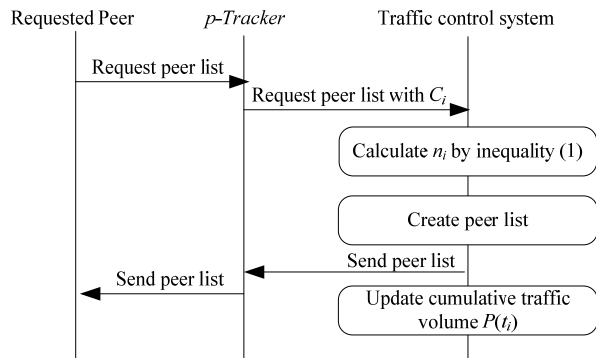 Requested Peer
p-Tracker
Traffic control system
Request peer list
Request peer list with Ci
Calculate ni by inequality (1)
Create peer list
Send peer list
Send peer list
Update cumulative traffic
volume P(ti)